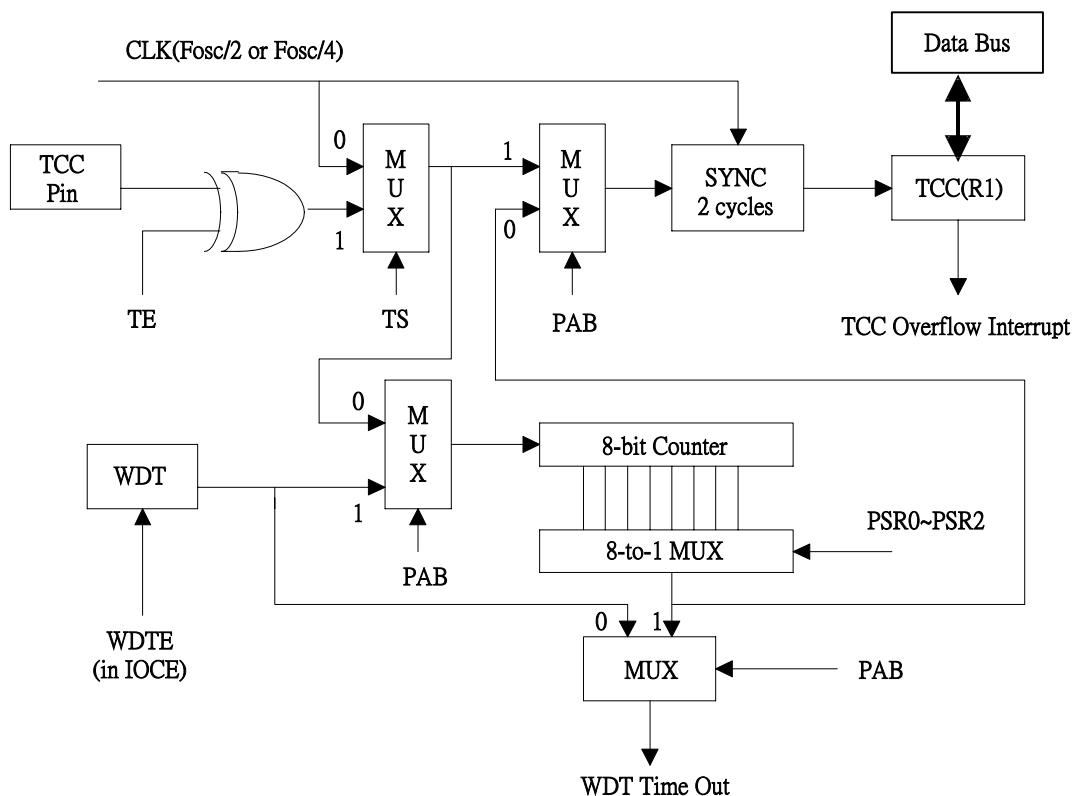 CLK(Fosc/2 or Fosc/4)
Data Bus
TCC
Pin
0
1
M
U
X
1
0
M
U
X
SYNC
2 cycles
TCC(R1)
TE
TS
PAB
TCC Overflow Interrupt
0
1
M
U
X
WDT
8-bit Counter
PSR0~PSR2
8-to-1 MUX
PAB
WDTE
(in IOCE)
0
1
MUX
PAB
WDT Time Out